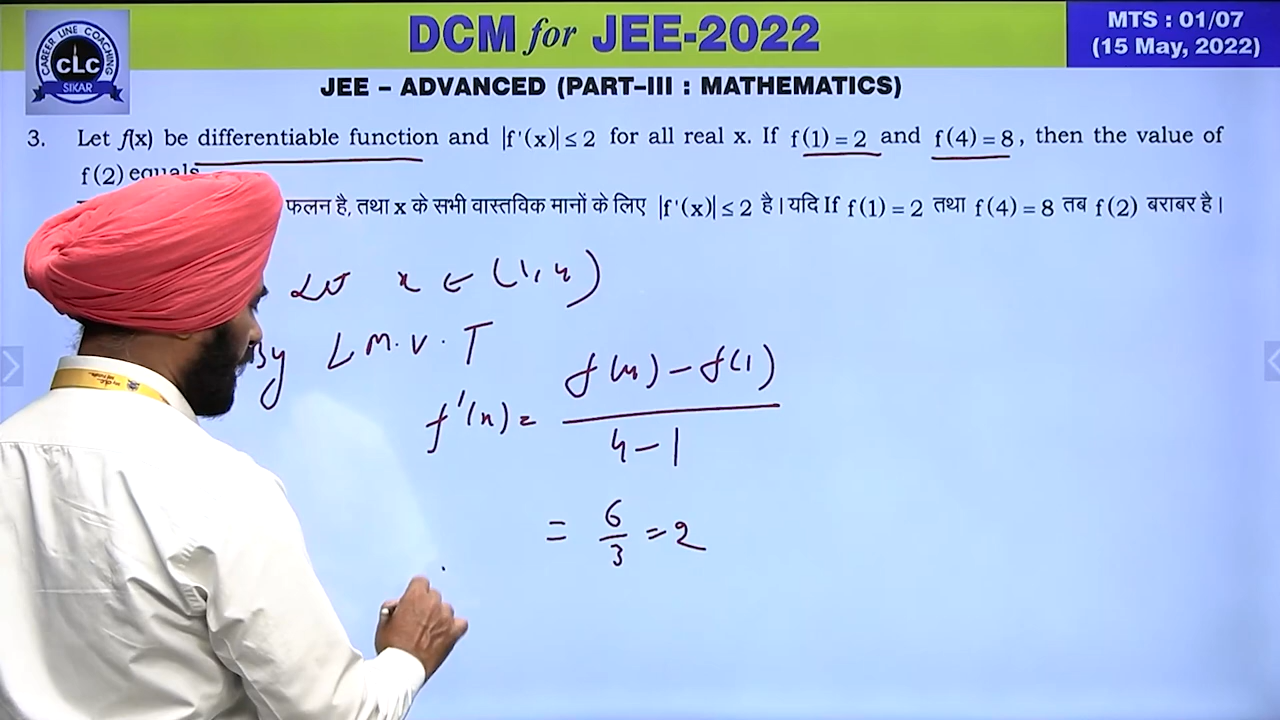 CAREER LINE COACHING
CLC
SIKAR
DCM for JEE-2022
MTS : 01/07
(15 May, 2022)
JEE – ADVANCED (PART–III : MATHEMATICS)
3. Let f(x) be differentiable function and |f'(x)| ≤ 2 for all real x. If f(1) = 2 and f(4) = 8, then the value of
f(2) equals
फलन है, तथा x के सभी वास्तविक मानों के लिए |f'(x)| ≤ 2 है। यदि If f(1) = 2 तथा f(4) = 8 तब f(2) बराबर है।
Let x ∈ (1, 4)
By L M.V.T
f'(x) = f(4) – f(1)
4 – 1
= 6/3 = 2